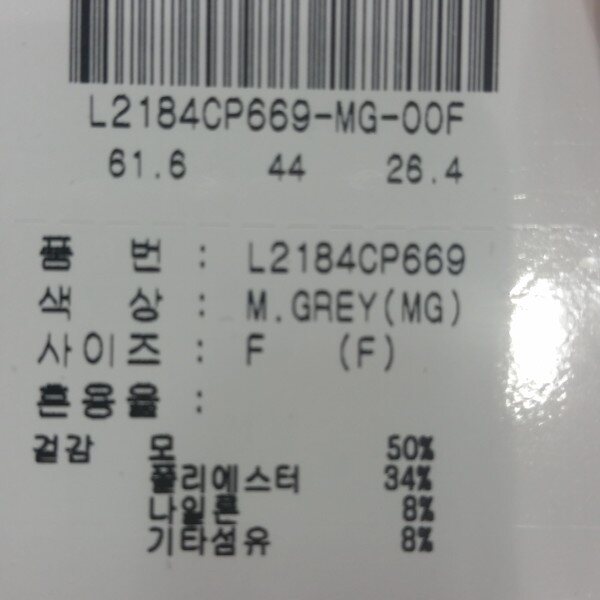 L2184CP669-MG-00F
61.6 44 26.4
품 번 : L2184CP669
색 상 : M.GREY(MG)
사이즈 : F (F)
혼용율 :
겉감 모 50%
폴리에스터 34%
나일론 8%
기타섬유 8%